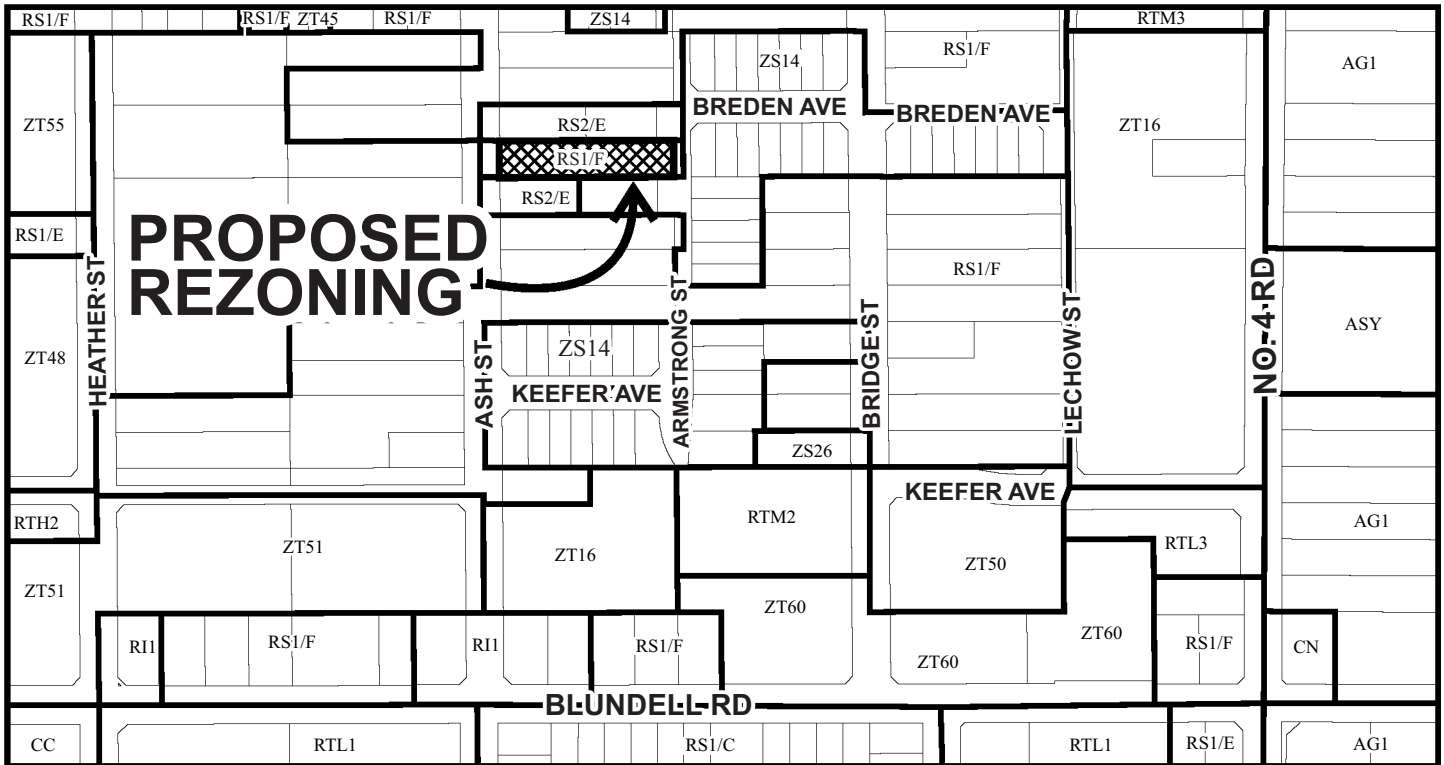 RS1/F
RS1/F
ZT45
RS1/F
ZS14
RTM3
ZS14
RS1/F
AG1
ZT55
BREDEN AVE
BREDEN AVE
ZT16
RS2/E
RS1/F
RS2/E
RS1/E
PROPOSED
REZONING
HEATHER ST
ASH ST
ARMSTRONG ST
BRIDGE ST
LECHOW ST
NO. 4 RD
RS1/F
ZT48
ZS14
ASY
KEEFER AVE
ZS26
KEEFER AVE
RTH2
ZT51
ZT16
RTM2
ZT50
RTL3
AG1
ZT51
ZT60
RI1
RS1/F
RI1
RS1/F
ZT60
ZT60
RS1/F
CN
BLUNDELL RD
CC
RTL1
RS1/C
RTL1
RS1/E
AG1